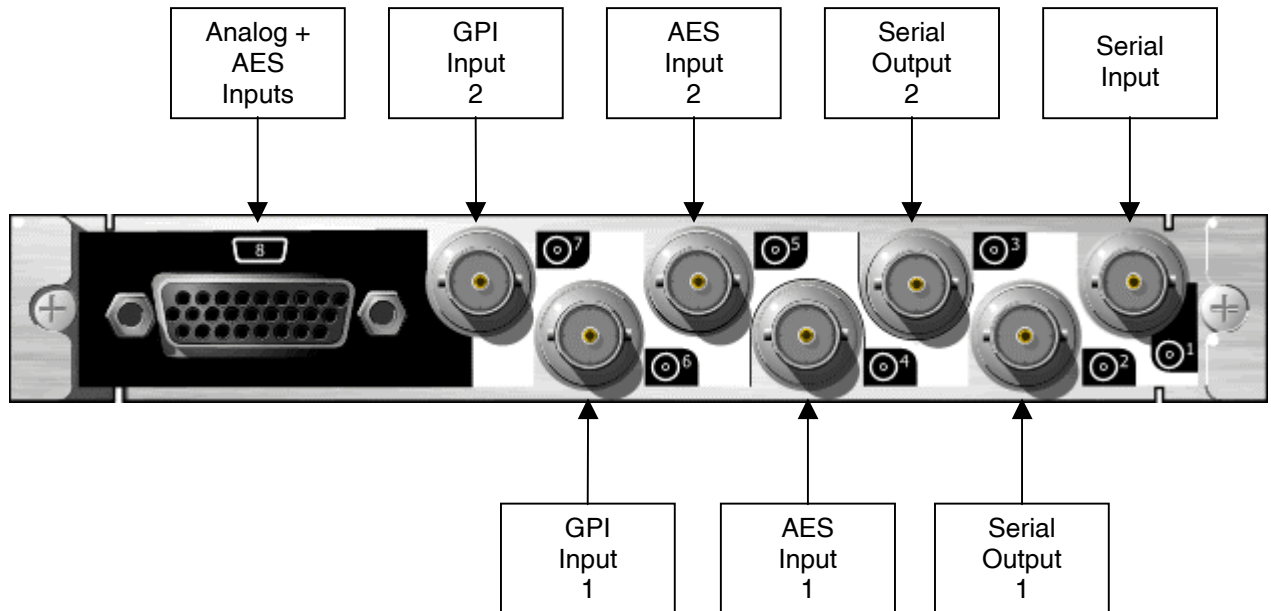 Analog +
AES
Inputs
GPI
Input
2
AES
Input
2
Serial
Output
2
Serial
Input
8
7
5
3
6
4
2
1
GPI
Input
1
AES
Input
1
Serial
Output
1